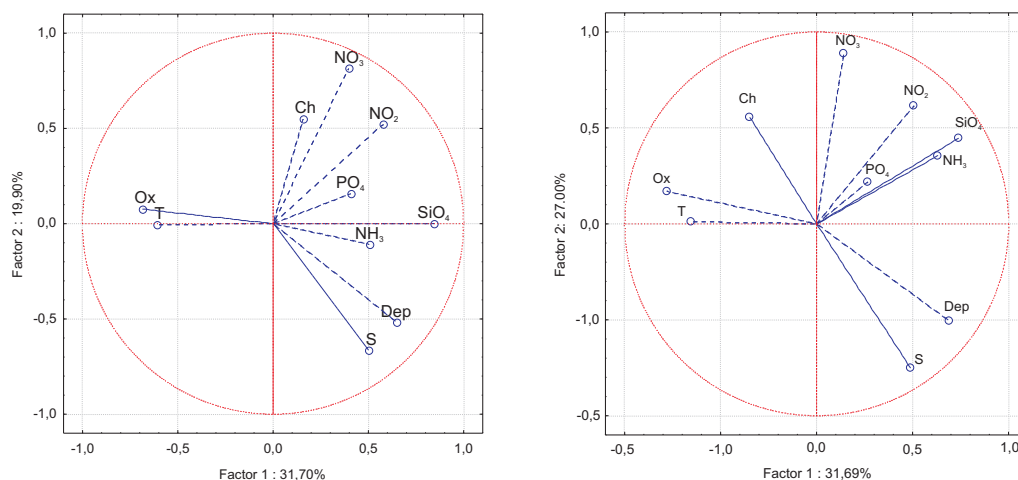 1,0
0,5
0,0
-0,5
-1,0
Factor 2 : 19,90%
NO3
Ch
NO2
Ox
T
PO4
SiO4
NH3
Dep
S
-1,0 -0,5 0,0 0,5 1,0
Factor 1 : 31,70%
1,0
0,5
0,0
-1,0
-0,5
Factor 2: 27.00%
NO3
Ch
NO2
SiO4
NH3
PO4
Ox
T
Dep
S
-0,5 -1,0 0,0 0,5 1,0
Factor 1 : 31,69%